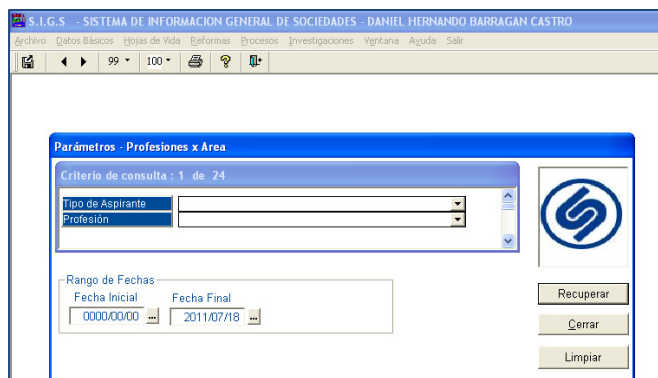 S.I.G.S - SISTEMA DE INFORMACION GENERAL DE SOCIEDADES - DANIEL HERNANDO BARRAGAN CASTRO
Archivo Datos Básicos Hojas de Vida Reformas Procesos Investigaciones Ventana Ayuda Salir
99 100
Parámetros - Profesiones x Area
Criterio de consulta : 1 de 24
Tipo de Aspirante
Profesión
Rango de Fechas
Fecha Inicial Fecha Final
0000/00/00 ... 2011/07/18 ...
Recuperar
Cerrar
Limpiar